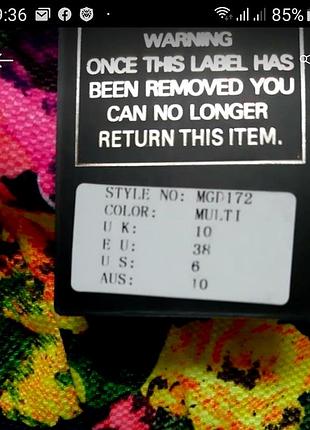 9:36 85%
WARNING
ONCE THIS LABEL HAS
BEEN REMOVED YOU
CAN NO LONGER
RETURN THIS ITEM.
STYLE NO: MGD172
COLOR: MULTI
U K: 10
E U: 38
U S: 6
AUS: 10